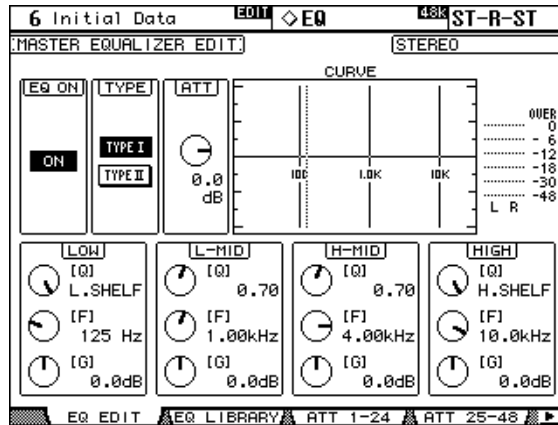 6 Initial Data EDIT ◇EQ 48K ST-R-ST
MASTER EQUALIZER EDIT STEREO
CURVE
EQ ON TYPE ATT
ON
TYPE I
TYPE II
0.0
dB
100 1.0K 10K
OVER
0
- 6
-12
-18
-30
-48
L R
LOW L-MID H-MID HIGH
[Q] [Q] [Q] [Q]
L.SHELF 0.70 0.70 H.SHELF
[F] [F] [F] [F]
125 Hz 1.00kHz 4.00kHz 10.0kHz
[G] [G] [G] [G]
0.0dB 0.0dB 0.0dB 0.0dB
EQ EDIT EQ LIBRARY ATT 1-24 ATT 25-48